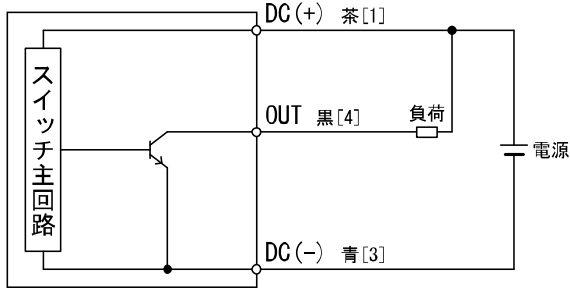 DC(+) 茶[1]
スイッチ主回路
OUT 黒[4]
負荷
電源
DC(-) 青[3]